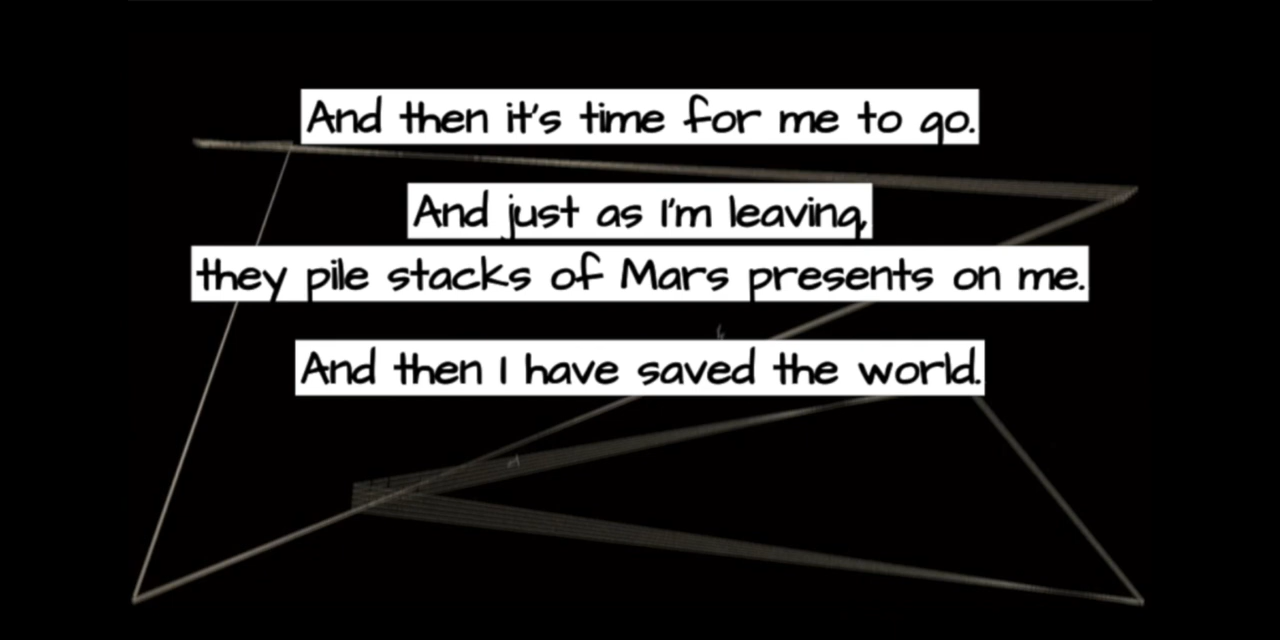 And then it's time for me to go.
And just as I'm leaving,
they pile stacks of Mars presents on me.
And then I have saved the world.